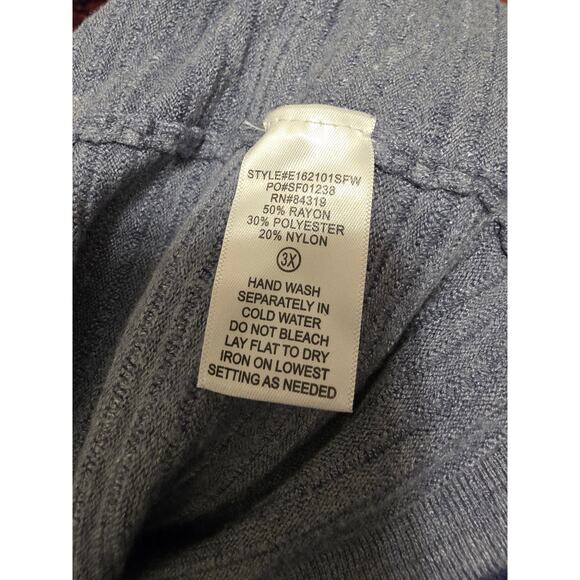 STYLE#E162101SFW
PO#SF01238
RN#84319
50% RAYON
30% POLYESTER
20% NYLON
3X
HAND WASH
SEPARATELY IN
COLD WATER
DO NOT BLEACH
LAY FLAT TO DRY
IRON ON LOWEST
SETTING AS NEEDED